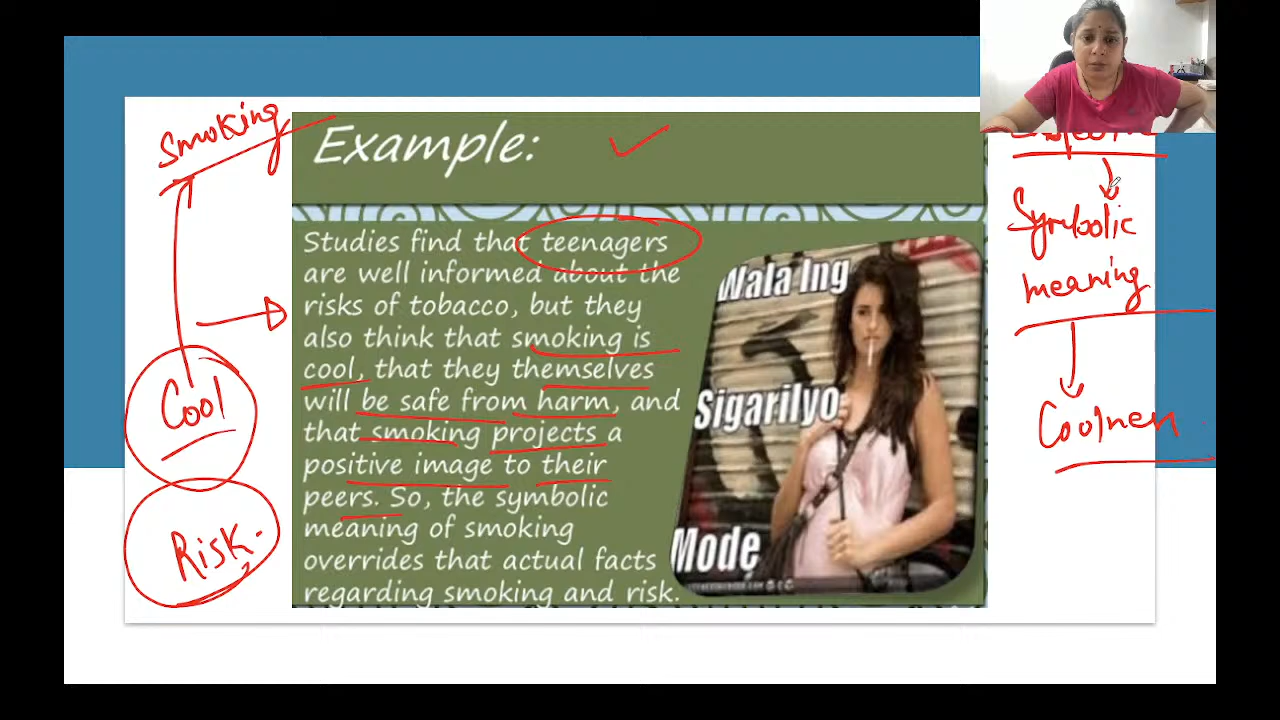 Smoking
Example:
Studies find that teenagers
are well informed about the
risks of tobacco, but they
also think that smoking is
cool, that they themselves
will be safe from harm, and
that smoking projects a
positive image to their
peers. So, the symbolic
meaning of smoking
overrides that actual facts
regarding smoking and risk.
Cool
Risk.
Wala Ing
Sigarilyo
Mode
Symbolic
meaning